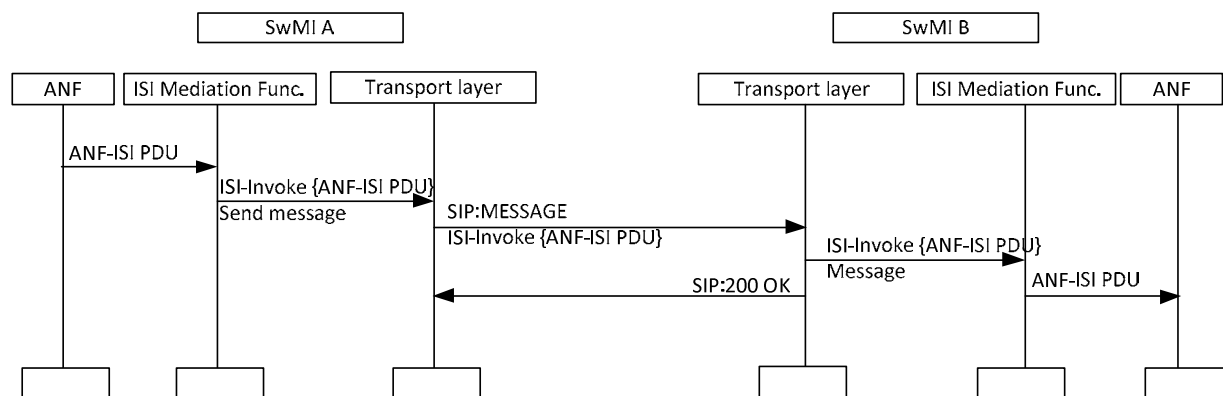 SwMI A
SwMI B
ANF
ISI Mediation Func.
Transport layer
Transport layer
ISI Mediation Func.
ANF
ANF-ISI PDU
ISI-Invoke {ANF-ISI PDU}
Send message
SIP:MESSAGE
ISI-Invoke {ANF-ISI PDU}
ISI-Invoke {ANF-ISI PDU}
Message
SIP:200 OK
ANF-ISI PDU